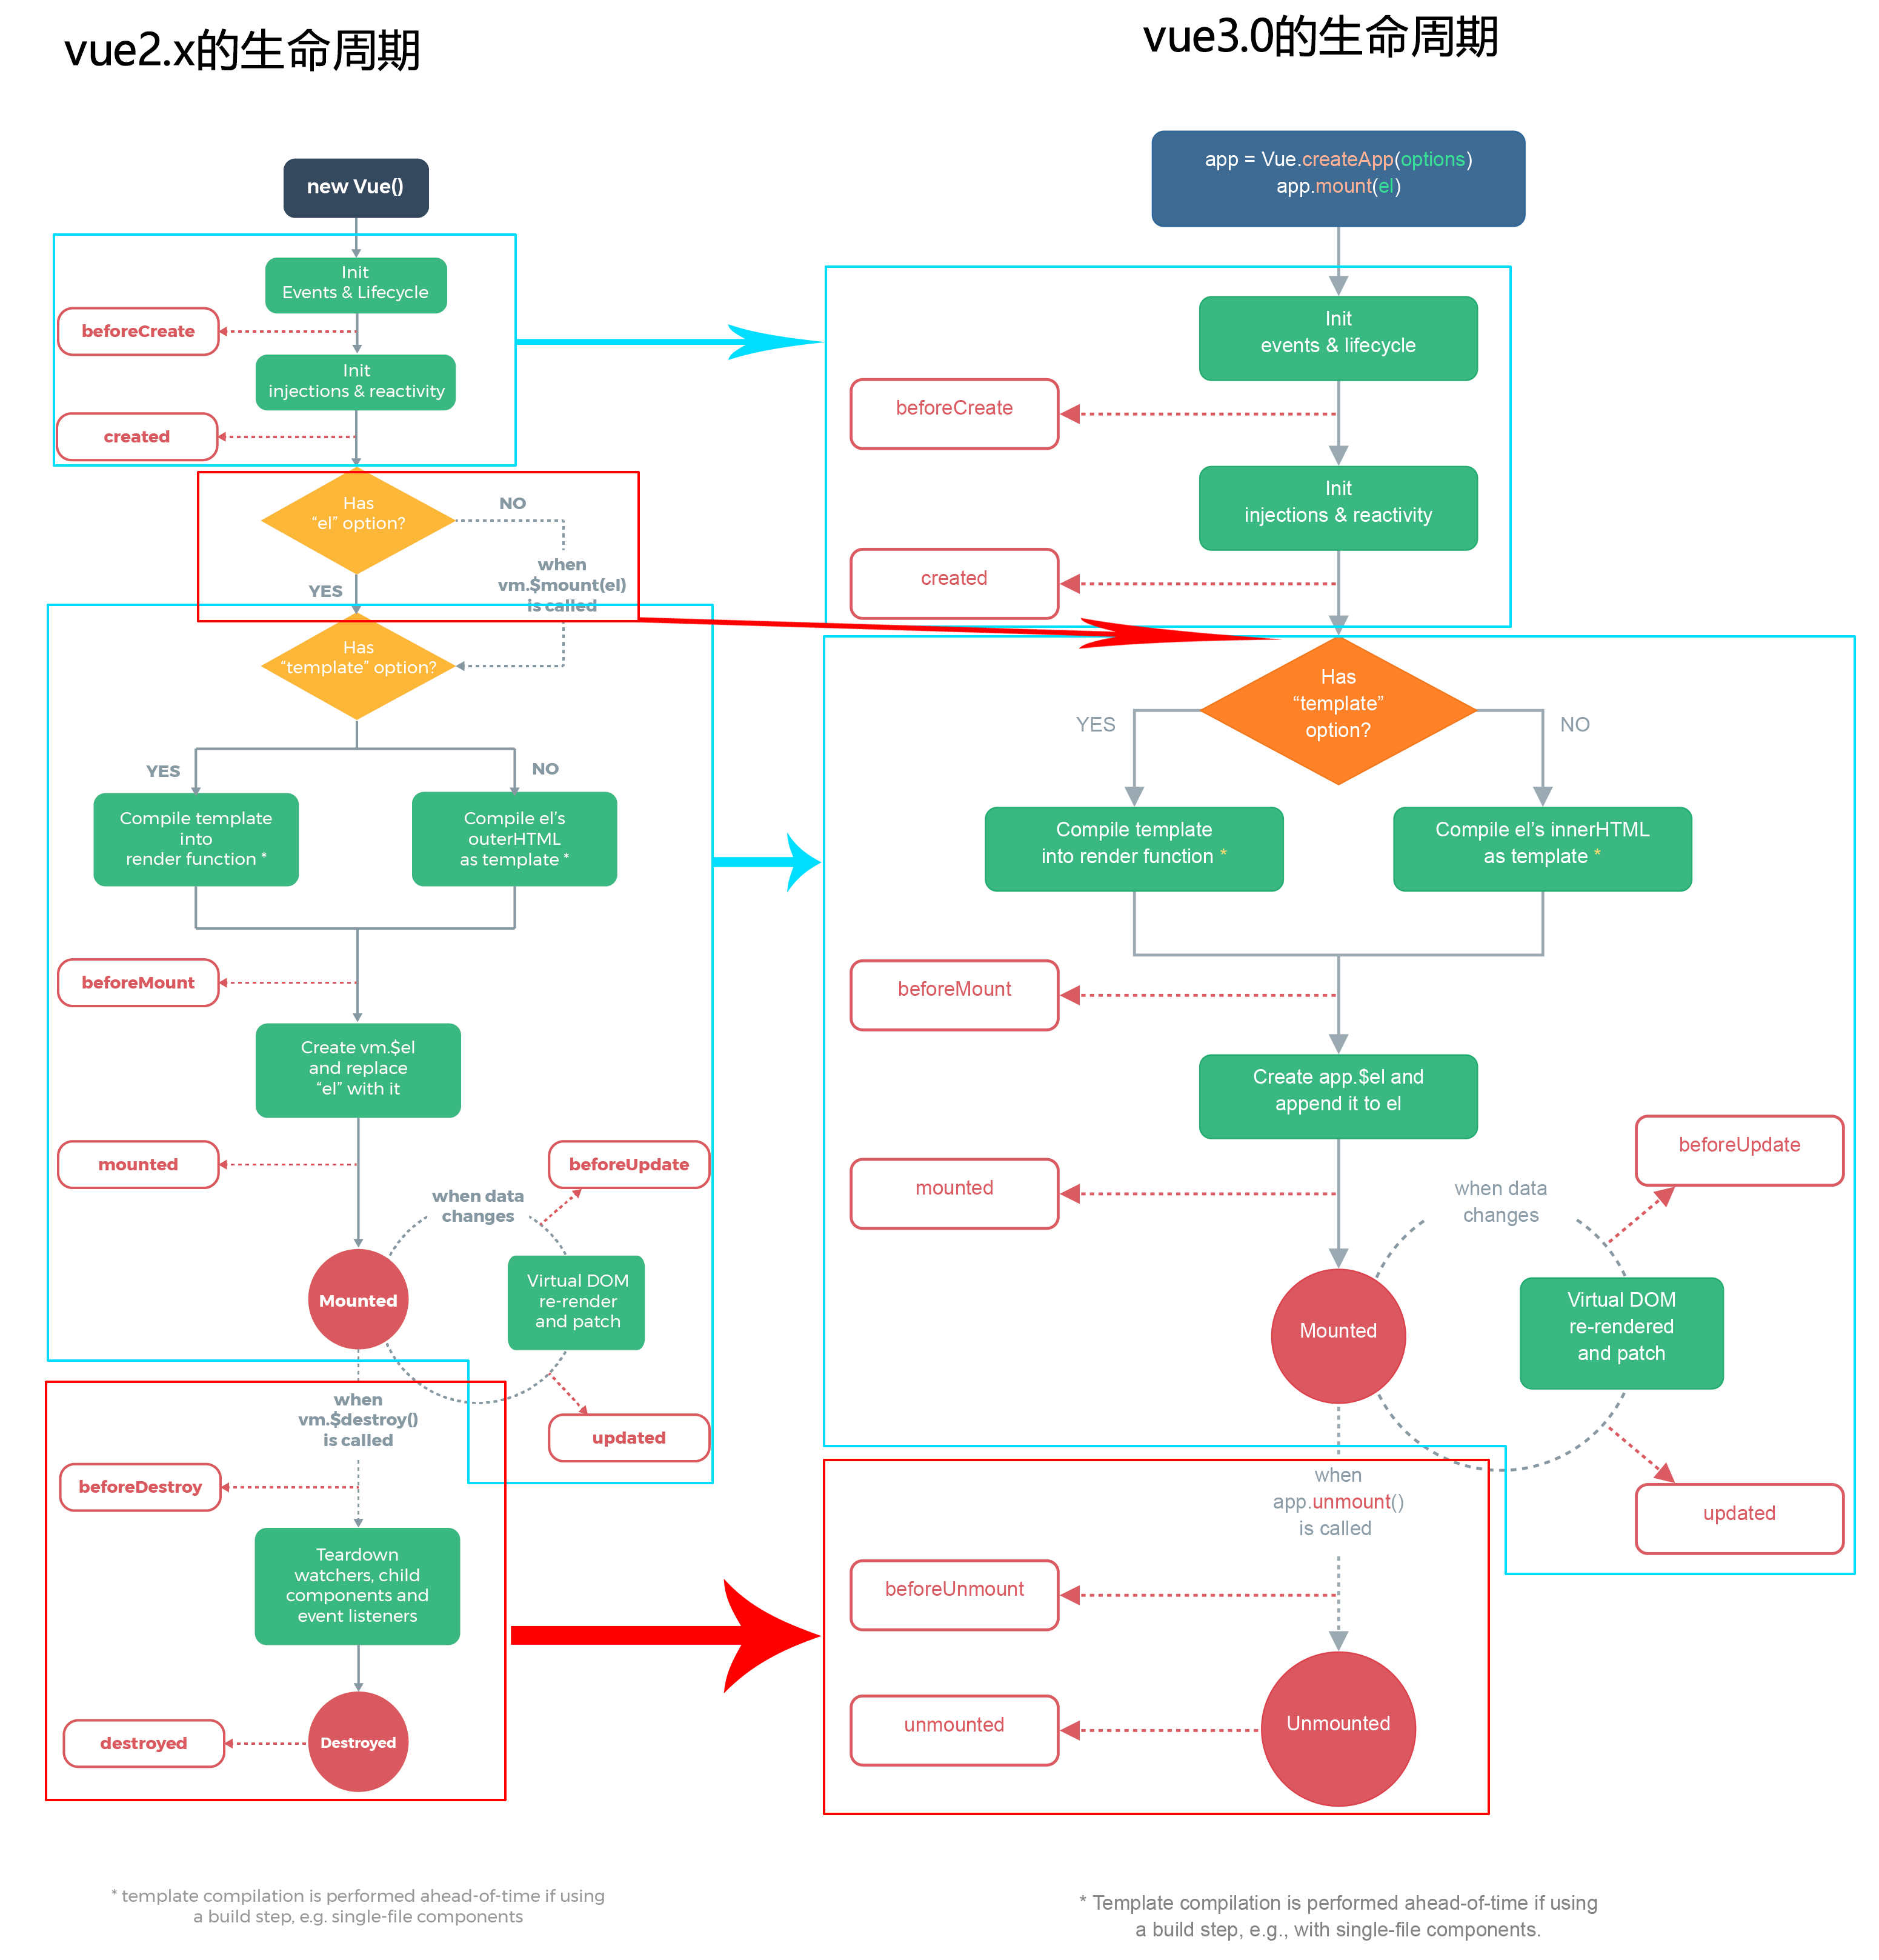 vue2.x的生命周期
new Vue()
Init
Events & Lifecycle
beforeCreate
Init
injections & reactivity
created
Has
“el” option?
NO
when
vm.$mount(el)
is called
YES
Has
“template” option?
YES
NO
Compile template
into
render function *
Compile el’s
outerHTML
as template *
beforeMount
Create vm.$el
and replace
“el” with it
mounted
beforeUpdate
when data
changes
Mounted
Virtual DOM
re-render
and patch
when
vm.$destroy()
is called
updated
beforeDestroy
Teardown
watchers, child
components and
event listeners
destroyed
Destroyed
* template compilation is performed ahead-of-time if using
a build step, e.g. single-file components
vue3.0的生命周期
app = Vue.createApp(options)
app.mount(el)
Init
events & lifecycle
beforeCreate
Init
injections & reactivity
created
Has
“template”
option?
YES
NO
Compile template
into render function *
Compile el’s innerHTML
as template *
beforeMount
Create app.$el and
append it to el
beforeUpdate
mounted
when data
changes
Mounted
Virtual DOM
re-rendered
and patch
when
app.unmount()
is called
updated
beforeUnmount
unmounted
Unmounted
* Template compilation is performed ahead-of-time if using
a build step, e.g., with single-file components.